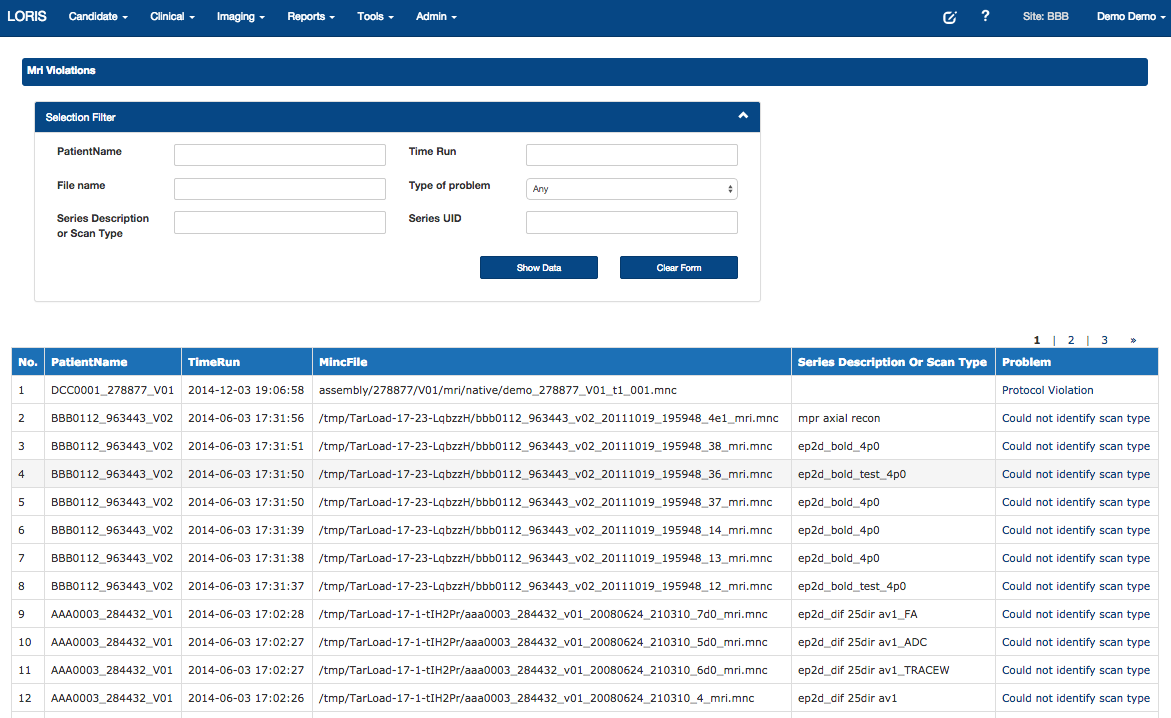 LORIS Candidate Clinical Imaging Reports Tools Admin ? Site: BBB Demo Demo
Mri Violations
Selection Filter
PatientName Time Run
File name Type of problem Any
Series Description Series UID
or Scan Type
Show Data Clear Form
1 | 2 | 3 »
No. PatientName TimeRun MincFile Series Description Or Scan Type Problem
1 DCC0001_278877_V01 2014-12-03 19:06:58 assembly/278877/V01/mri/native/demo_278877_V01_t1_001.mnc Protocol Violation
2 BBB0112_963443_V02 2014-06-03 17:31:56 /tmp/TarLoad-17-23-LqbzzH/bbb0112_963443_v02_20111019_195948_4e1_mri.mnc mpr axial recon Could not identify scan type
3 BBB0112_963443_V02 2014-06-03 17:31:51 /tmp/TarLoad-17-23-LqbzzH/bbb0112_963443_v02_20111019_195948_38_mri.mnc ep2d_bold_4p0 Could not identify scan type
4 BBB0112_963443_V02 2014-06-03 17:31:50 /tmp/TarLoad-17-23-LqbzzH/bbb0112_963443_v02_20111019_195948_36_mri.mnc ep2d_bold_test_4p0 Could not identify scan type
5 BBB0112_963443_V02 2014-06-03 17:31:50 /tmp/TarLoad-17-23-LqbzzH/bbb0112_963443_v02_20111019_195948_37_mri.mnc ep2d_bold_4p0 Could not identify scan type
6 BBB0112_963443_V02 2014-06-03 17:31:39 /tmp/TarLoad-17-23-LqbzzH/bbb0112_963443_v02_20111019_195948_14_mri.mnc ep2d_bold_4p0 Could not identify scan type
7 BBB0112_963443_V02 2014-06-03 17:31:38 /tmp/TarLoad-17-23-LqbzzH/bbb0112_963443_v02_20111019_195948_13_mri.mnc ep2d_bold_4p0 Could not identify scan type
8 BBB0112_963443_V02 2014-06-03 17:31:37 /tmp/TarLoad-17-23-LqbzzH/bbb0112_963443_v02_20111019_195948_12_mri.mnc ep2d_bold_test_4p0 Could not identify scan type
9 AAA0003_284432_V01 2014-06-03 17:02:28 /tmp/TarLoad-17-1-tIH2Pr/aaa0003_284432_v01_20080624_210310_7d0_mri.mnc ep2d_dif 25dir av1_FA Could not identify scan type
10 AAA0003_284432_V01 2014-06-03 17:02:27 /tmp/TarLoad-17-1-tIH2Pr/aaa0003_284432_v01_20080624_210310_5d0_mri.mnc ep2d_dif 25dir av1_ADC Could not identify scan type
11 AAA0003_284432_V01 2014-06-03 17:02:27 /tmp/TarLoad-17-1-tIH2Pr/aaa0003_284432_v01_20080624_210310_6d0_mri.mnc ep2d_dif 25dir av1_TRACEW Could not identify scan type
12 AAA0003_284432_V01 2014-06-03 17:02:26 /tmp/TarLoad-17-1-tIH2Pr/aaa0003_284432_v01_20080624_210310_4_mri.mnc ep2d_dif 25dir av1 Could not identify scan type